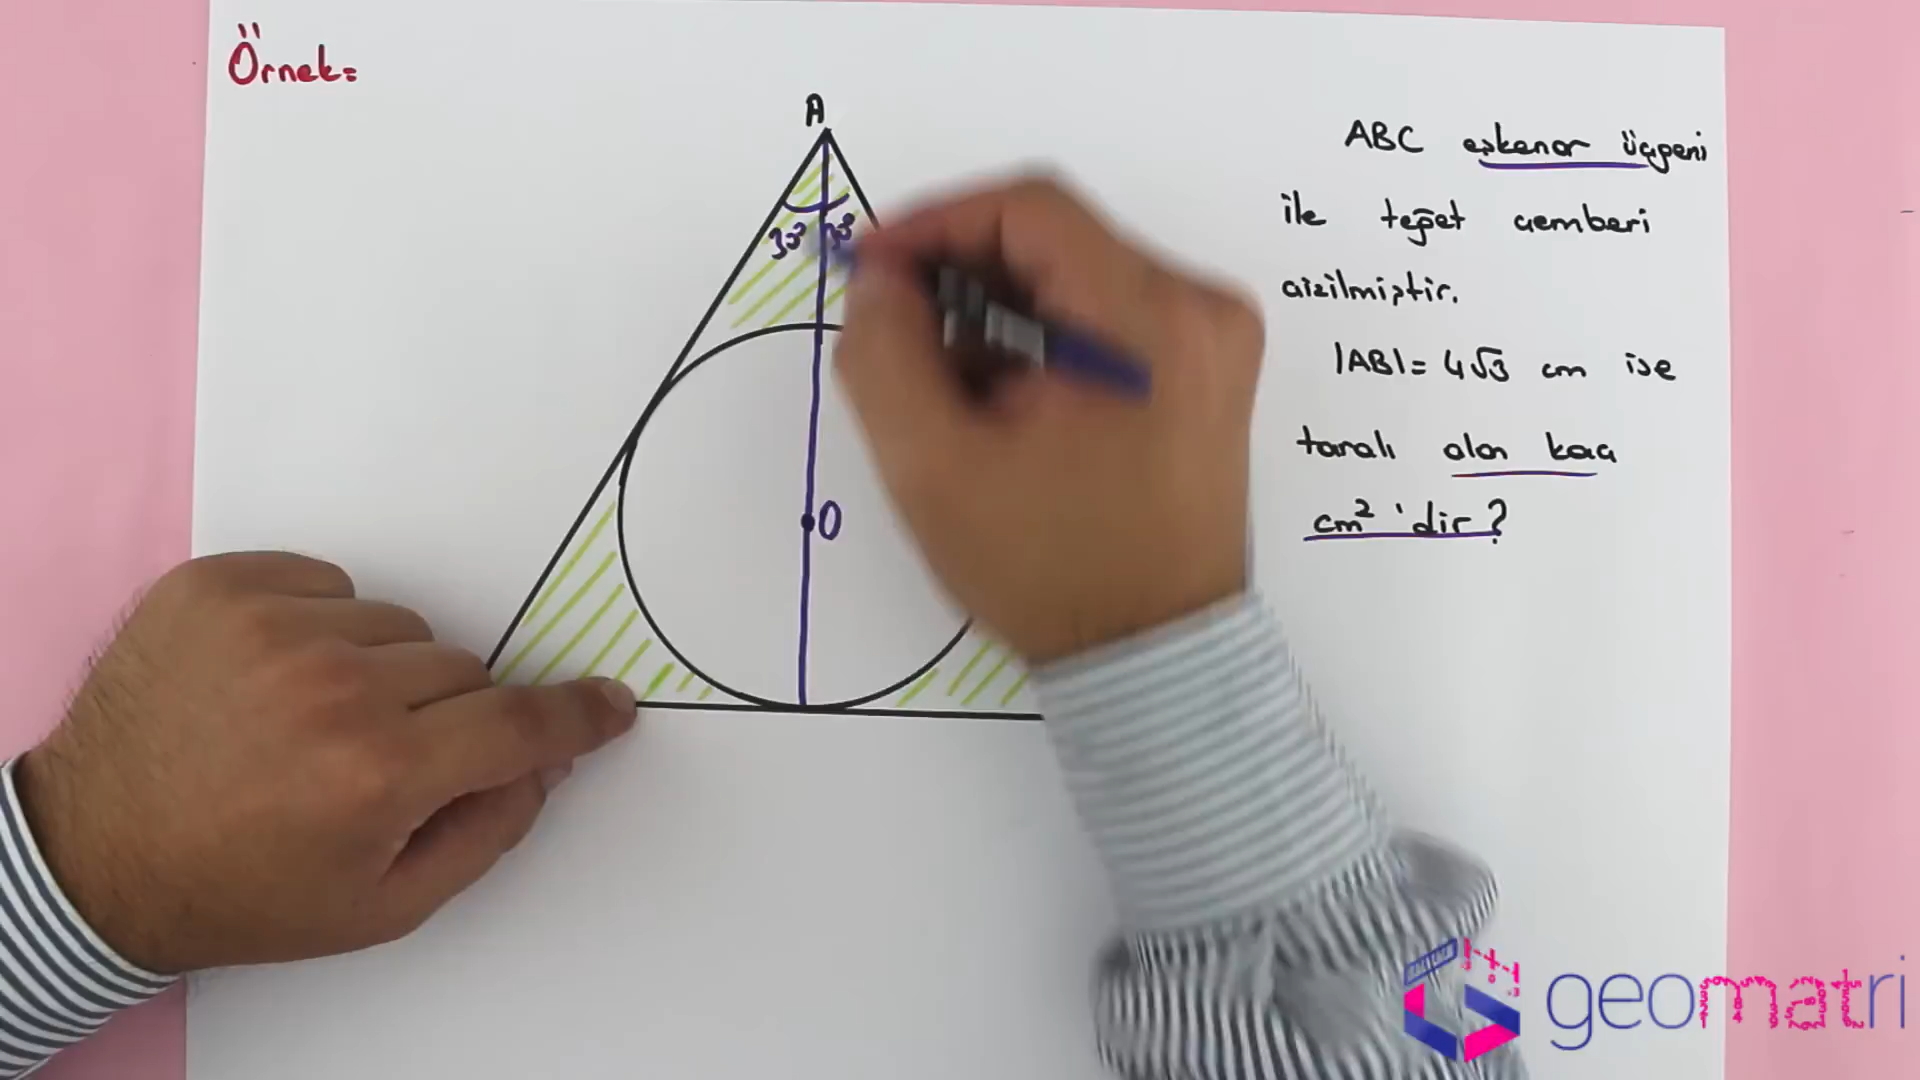 Örnek=
A
30° 30°
O
ABC eşkenar üçgeni
ile teğet çemberi
çizilmiştir.
|AB|= 4√3 cm ise
taralı alan kaç
cm² 'dir?
geomatri